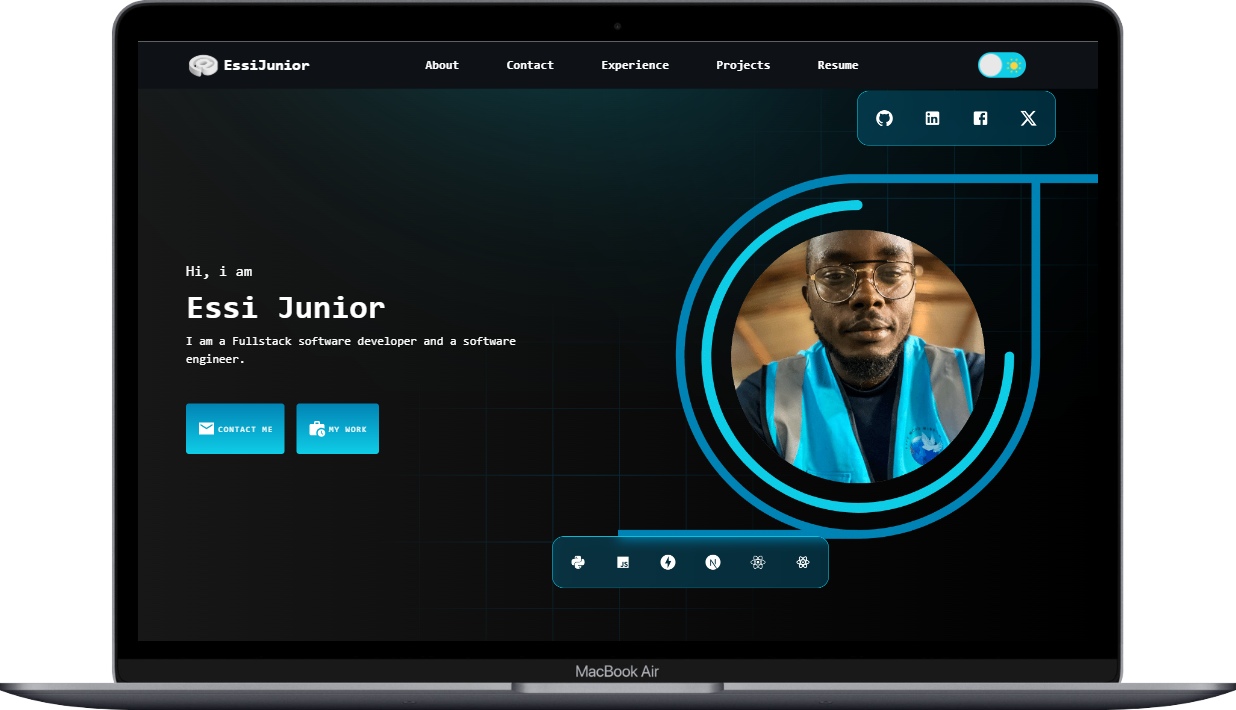 EssiJunior
About
Contact
Experience
Projects
Resume
Hi, i am
Essi Junior
I am a Fullstack software developer and a software
engineer.
CONTACT ME
MY WORK
JS
N
MacBook Air